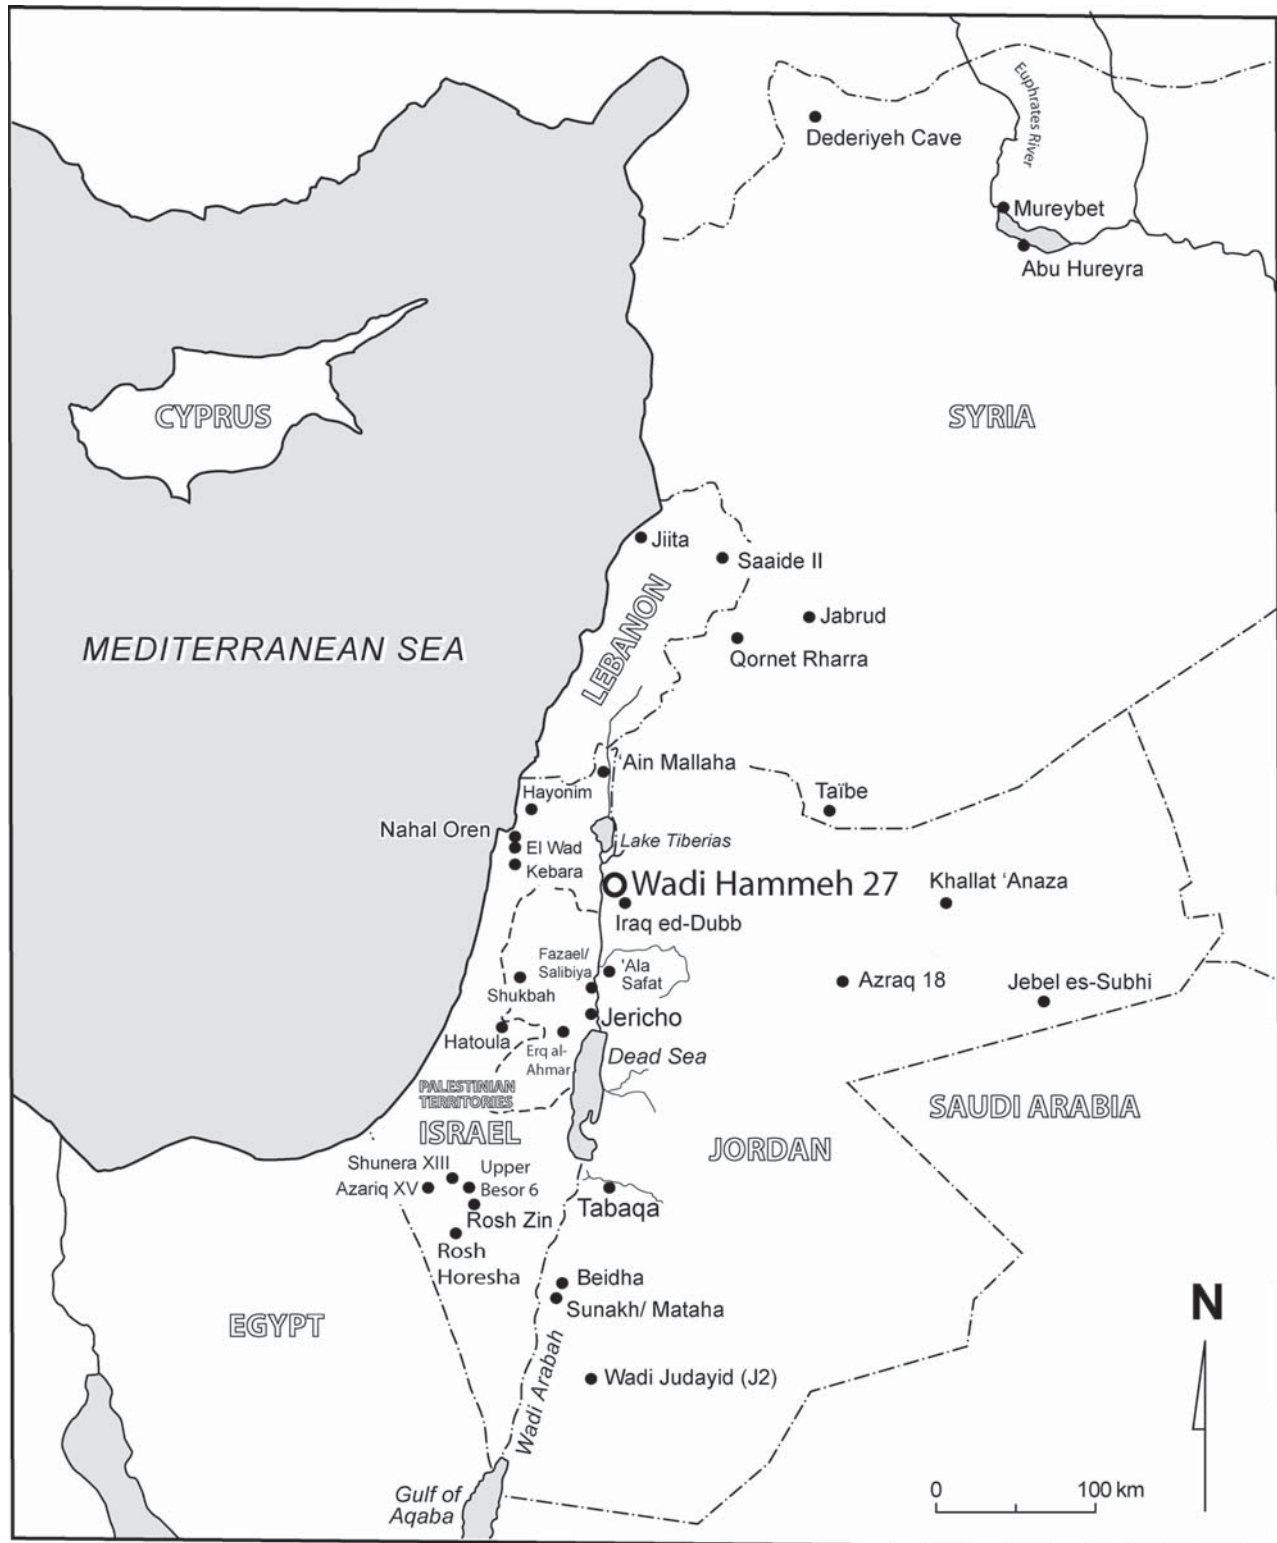 Euphrates River
Dederiyeh Cave
Mureybet
Abu Hureyra
CYPRUS
SYRIA
Jiita
Saaide II
LEBANON
Jabrud
MEDITERRANEAN SEA
Qornet Rharra
'Ain Mallaha
Hayonim
Taïbe
Nahal Oren
Lake Tiberias
El Wad
Kebara
Wadi Hammeh 27
Khallat ‘Anaza
Iraq ed-Dubb
Fazael/
Salibiya
'Ala
Safat
Shukbah
Azraq 18
Jebel es-Subhi
Jericho
Hatoula
Erq al-
Ahmar
Dead Sea
PALESTINIAN
TERRITORIES
SAUDI ARABIA
ISRAEL
JORDAN
Shunera XIII
Upper
Besor 6
Azariq XV
Rosh Zin
Tabaqa
Rosh
Horesha
Beidha
Sunakh/ Mataha
EGYPT
N
Wadi Arabah
Wadi Judayid (J2)
Gulf of
Aqaba
0 100 km